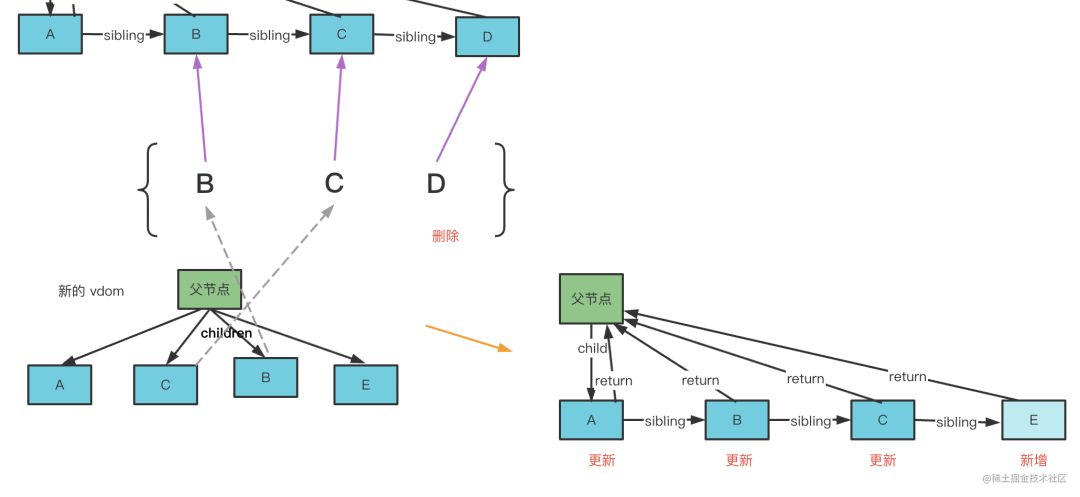 A sibling B sibling C sibling D
B C D
删除
新的 vdom
父节点
children
A C B E
父节点
child
return return return return
A sibling B sibling C sibling E
更新 更新 更新 新增
@稀土掘金技术社区